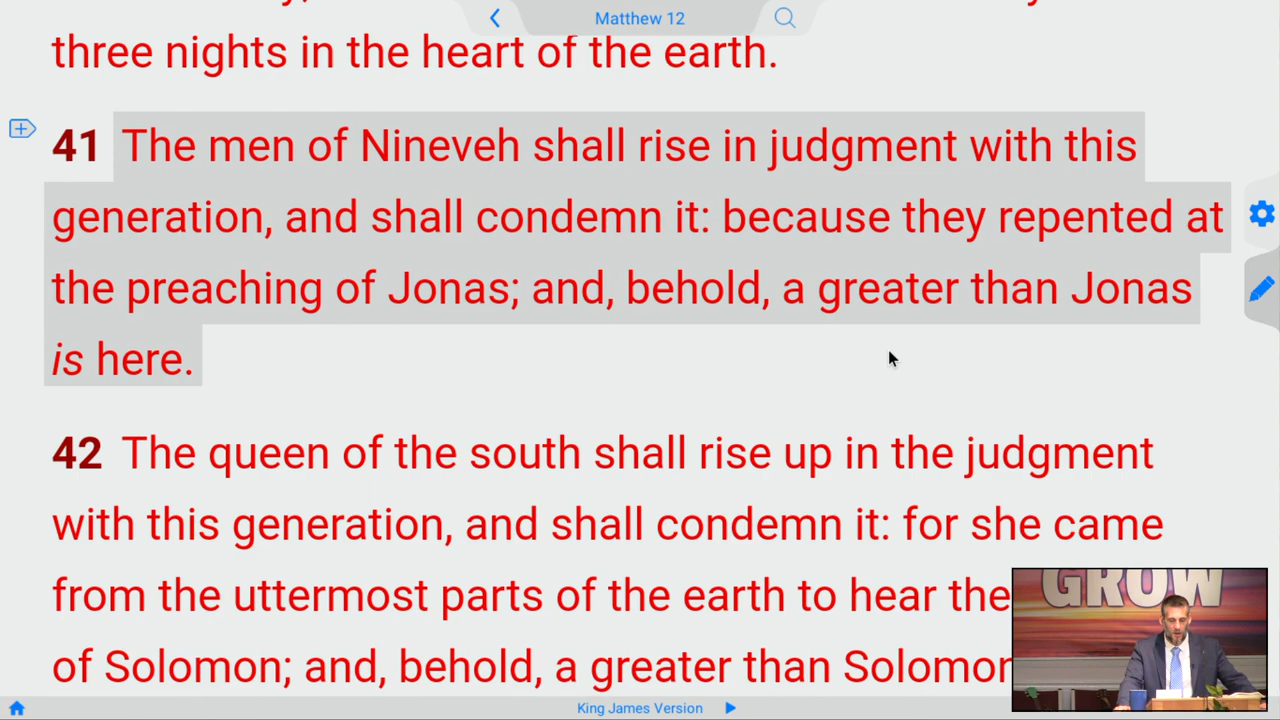 Matthew 12
three nights in the heart of the earth.
41 The men of Nineveh shall rise in judgment with this
generation, and shall condemn it: because they repented at
the preaching of Jonas; and, behold, a greater than Jonas
is here.
42 The queen of the south shall rise up in the judgment
with this generation, and shall condemn it: for she came
from the uttermost parts of the earth to hear the
of Solomon; and, behold, a greater than Solomon
GROW
King James Version